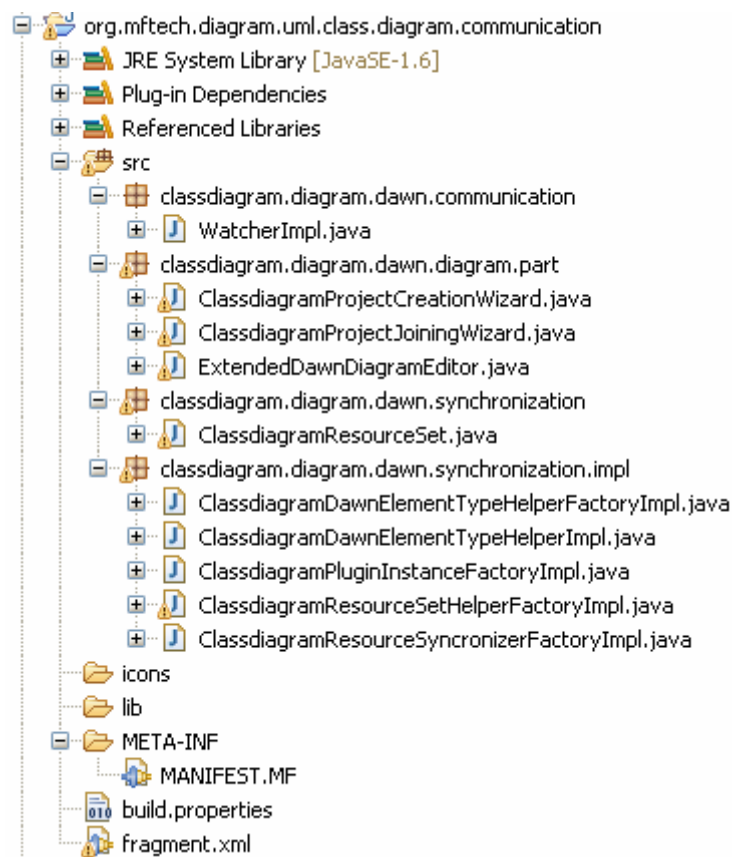 org.mftech.diagram.uml.class.diagram.communication
JRE System Library [JavaSE-1.6]
Plug-in Dependencies
Referenced Libraries
src
classdiagram.diagram.dawn.communication
WatcherImpl.java
classdiagram.diagram.dawn.diagram.part
ClassdiagramProjectCreationWizard.java
ClassdiagramProjectJoiningWizard.java
ExtendedDawnDiagramEditor.java
classdiagram.diagram.dawn.synchronization
ClassdiagramResourceSet.java
classdiagram.diagram.dawn.synchronization.impl
ClassdiagramDawnElementTypeHelperFactoryImpl.java
ClassdiagramDawnElementTypeHelperImpl.java
ClassdiagramPluginInstanceFactoryImpl.java
ClassdiagramResourceSetHelperFactoryImpl.java
ClassdiagramResourceSyncronizerFactoryImpl.java
icons
lib
META-INF
MANIFEST.MF
build.properties
fragment.xml